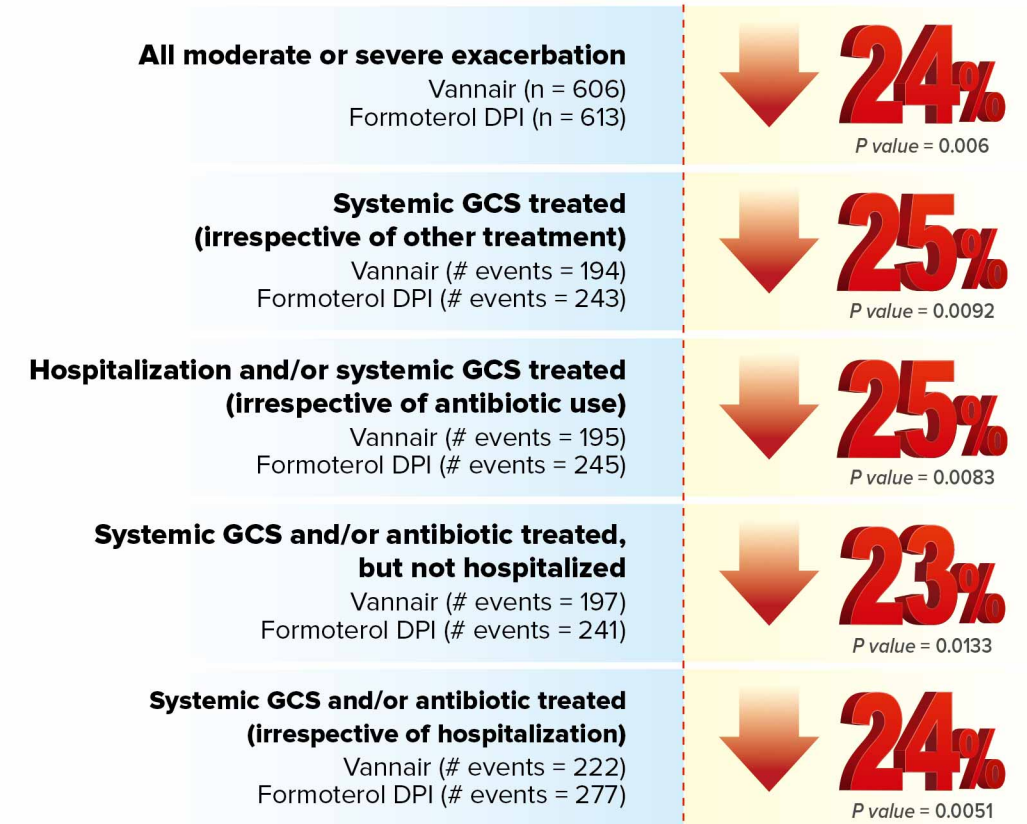 All moderate or severe exacerbation
Vannair (n = 606)
Formoterol DPI (n = 613)
24%
P value = 0.006
Systemic GCS treated
(irrespective of other treatment)
Vannair (# events = 194)
Formoterol DPI (# events = 243)
25%
P value = 0.0092
Hospitalization and/or systemic GCS treated
(irrespective of antibiotic use)
Vannair (# events = 195)
Formoterol DPI (# events = 245)
25%
P value = 0.0083
Systemic GCS and/or antibiotic treated,
but not hospitalized
Vannair (# events = 197)
Formoterol DPI (# events = 241)
23%
P value = 0.0133
Systemic GCS and/or antibiotic treated
(irrespective of hospitalization)
Vannair (# events = 222)
Formoterol DPI (# events = 277)
24%
P value = 0.0051